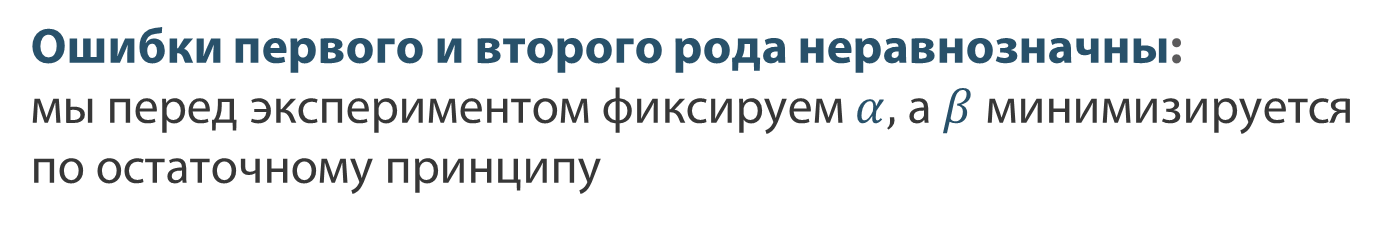 Ошибки первого и второго рода неравнозначны:
мы перед экспериментом фиксируем α, а β минимизируется
по остаточному принципу